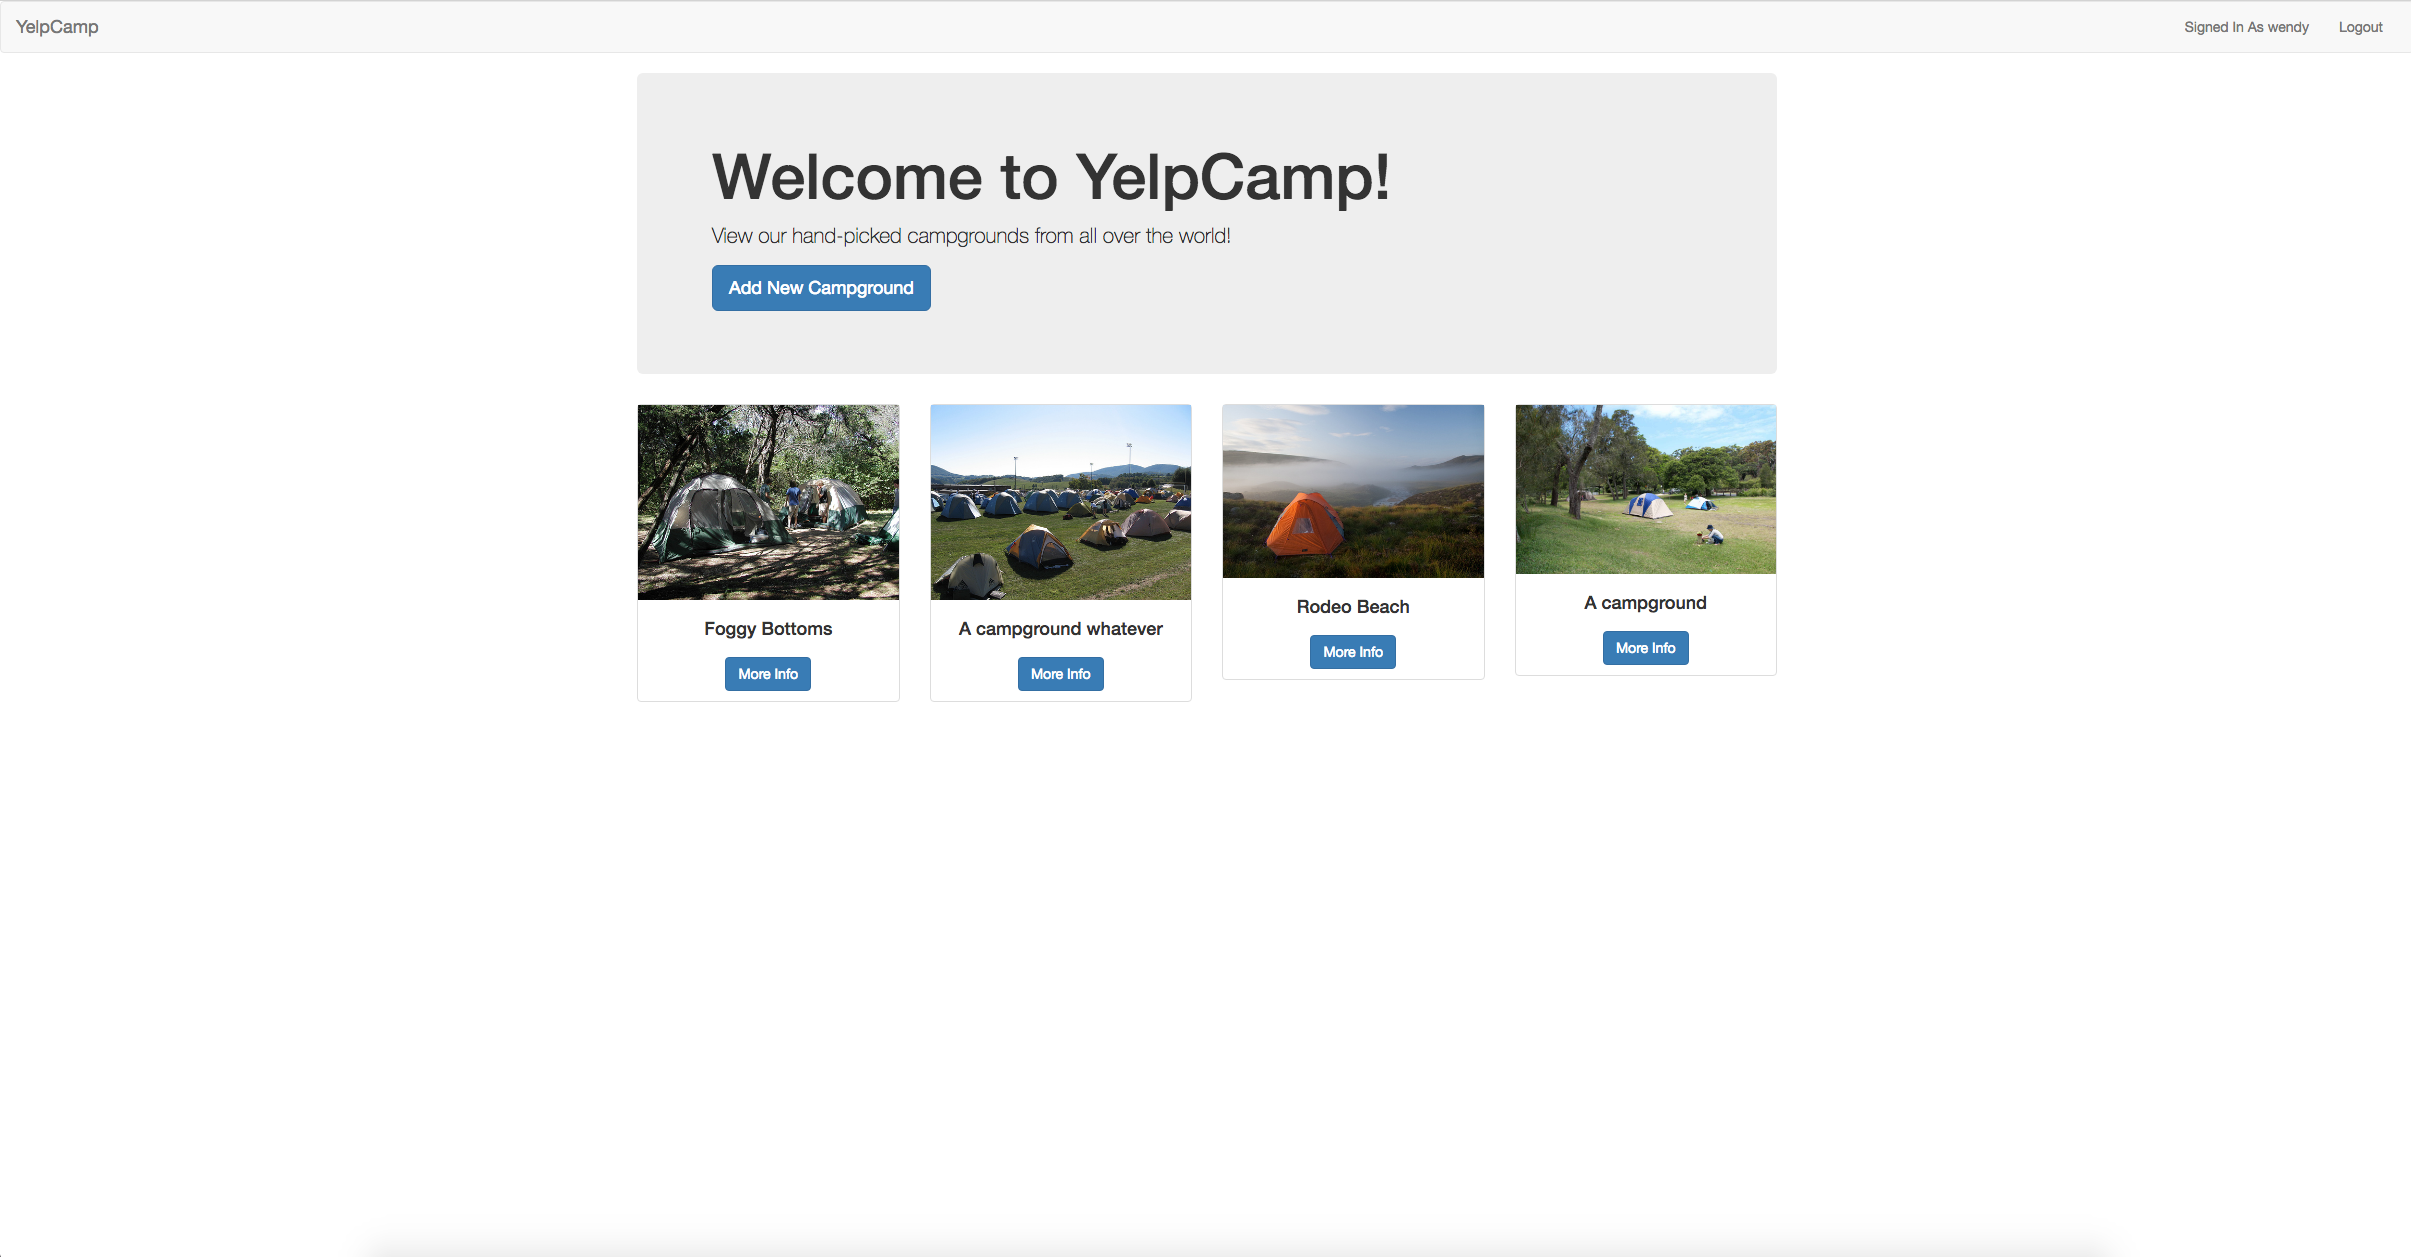 YelpCamp
Signed In As wendy
Logout
Welcome to YelpCamp!
View our hand-picked campgrounds from all over the world!
Add New Campground
Foggy Bottoms
More Info
A campground whatever
More Info
Rodeo Beach
More Info
A campground
More Info